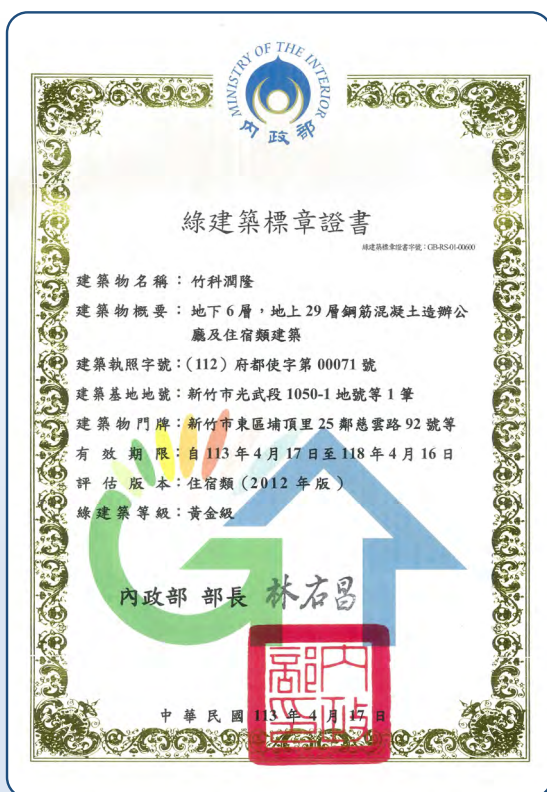 MINISTRY OF THE INTERIOR
內政部
綠建築標章證書
綠建築標章證書字號：GB-RS-01-00600
建築物名稱：竹科潤隆
建築物概要：地下6層，地上29層鋼筋混凝土造辦公
廳及住宿類建築
建築執照字號：(112)府都使字第00071號
建築基地地號：新竹市光武段1050-1地號等1筆
建築物門牌：新竹市東區埔頂里25鄰慈雲路92號等
有效期限：自113年4月17日至118年4月16日
評估版本：住宿類(2012年版)
綠建築等級：黃金級
內政部 部長 林右昌
內政部印
中華民國113年4月17日